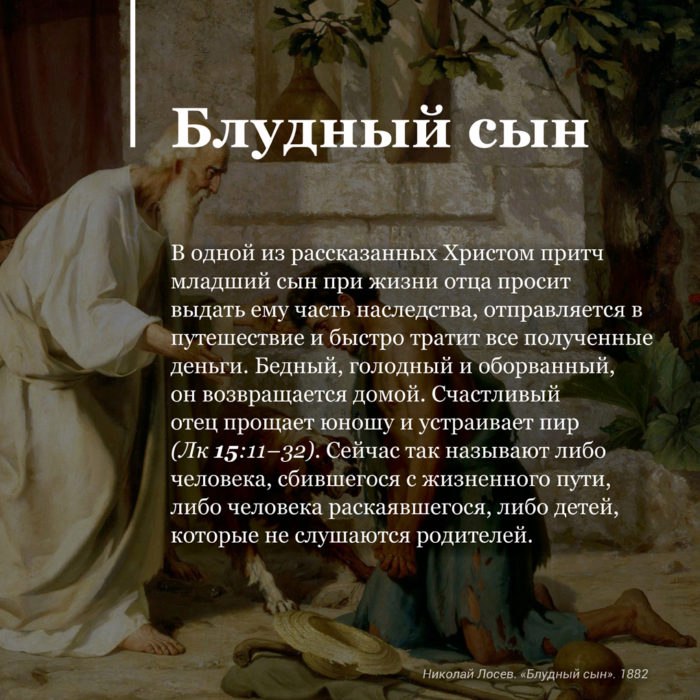 Блудный сын
В одной из рассказанных Христом притч
младший сын при жизни отца просит
выдать ему часть наследства, отправляется в
путешествие и быстро тратит все полученные
деньги. Бедный, голодный и оборванный,
он возвращается домой. Счастливый
отец прощает юношу и устраивает пир
(Лк 15:11–32). Сейчас так называют либо
человека, сбившегося с жизненного пути,
либо человека раскаявшегося, либо детей,
которые не слушаются родителей.
Николай Лосев. «Блудный сын». 1882